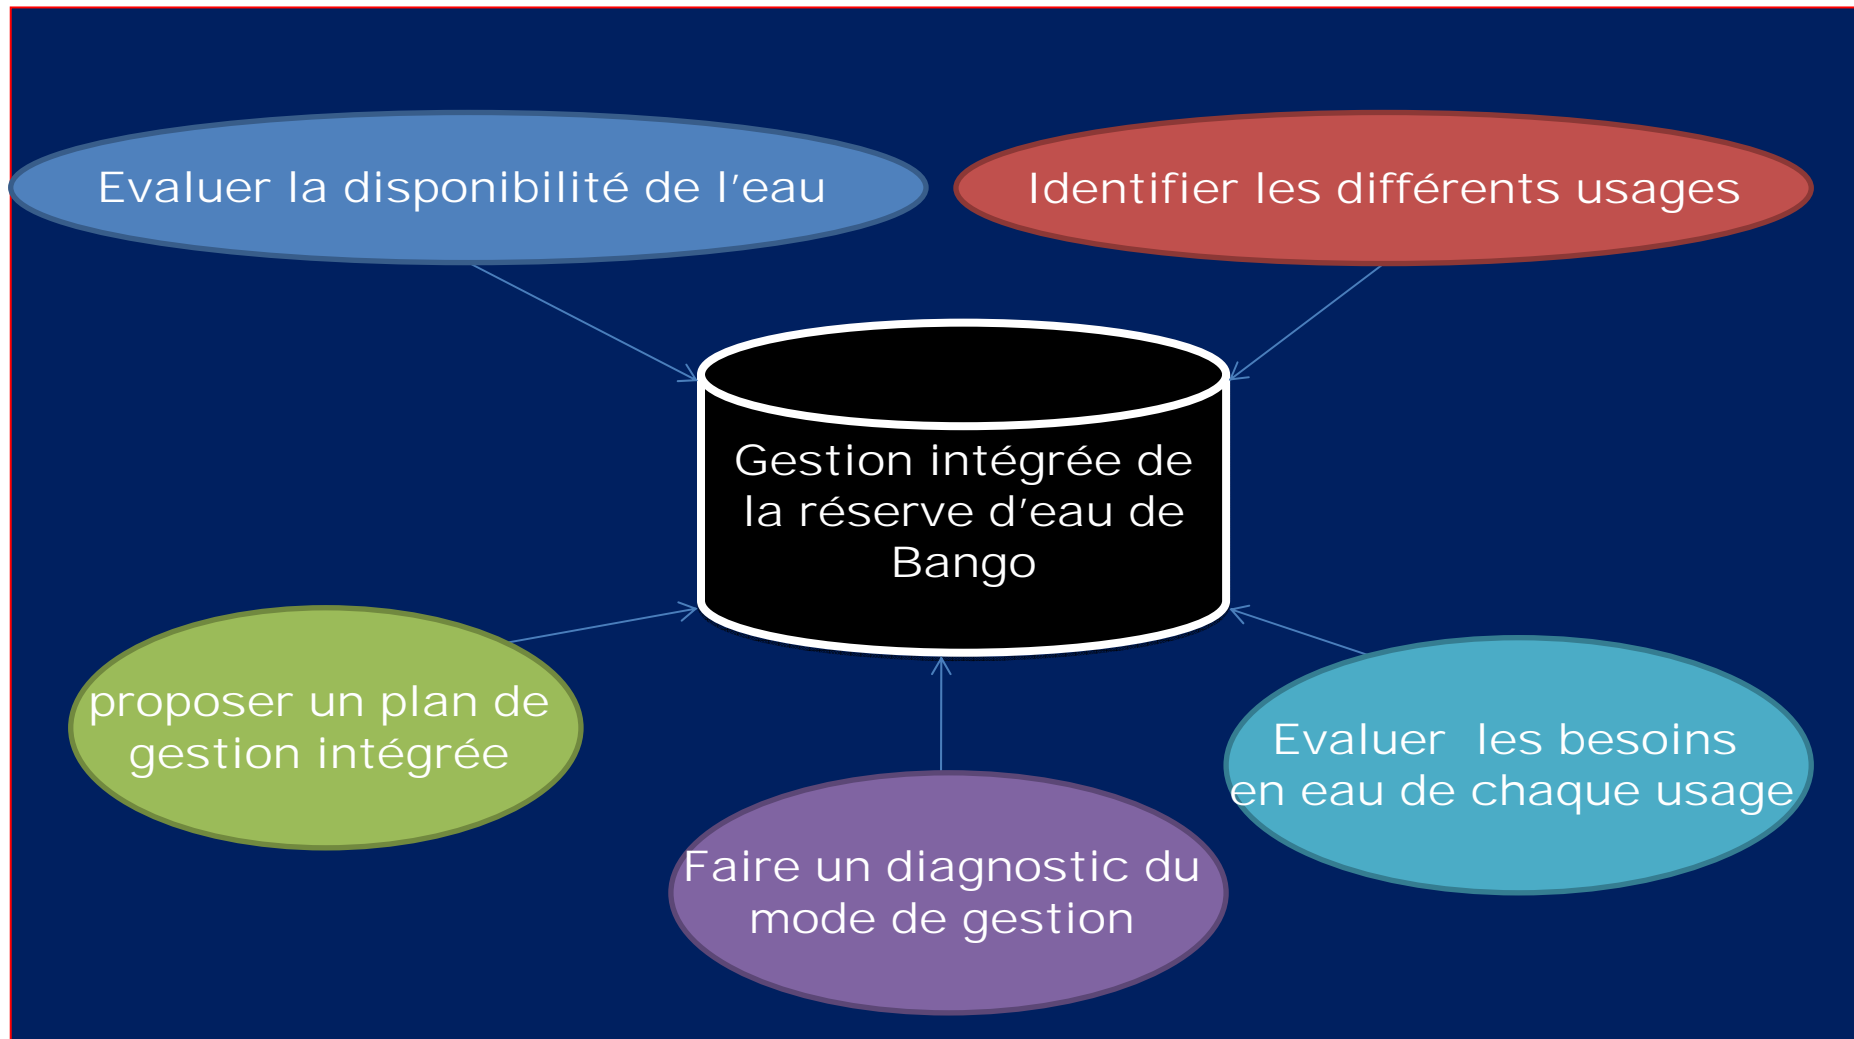 Evaluer la disponibilité de l'eau
Identifier les différents usages
Gestion intégrée de
la réserve d'eau de
Bango
proposer un plan de
gestion intégrée
Evaluer  les besoins
en eau de chaque usage
Faire un diagnostic du
mode de gestion